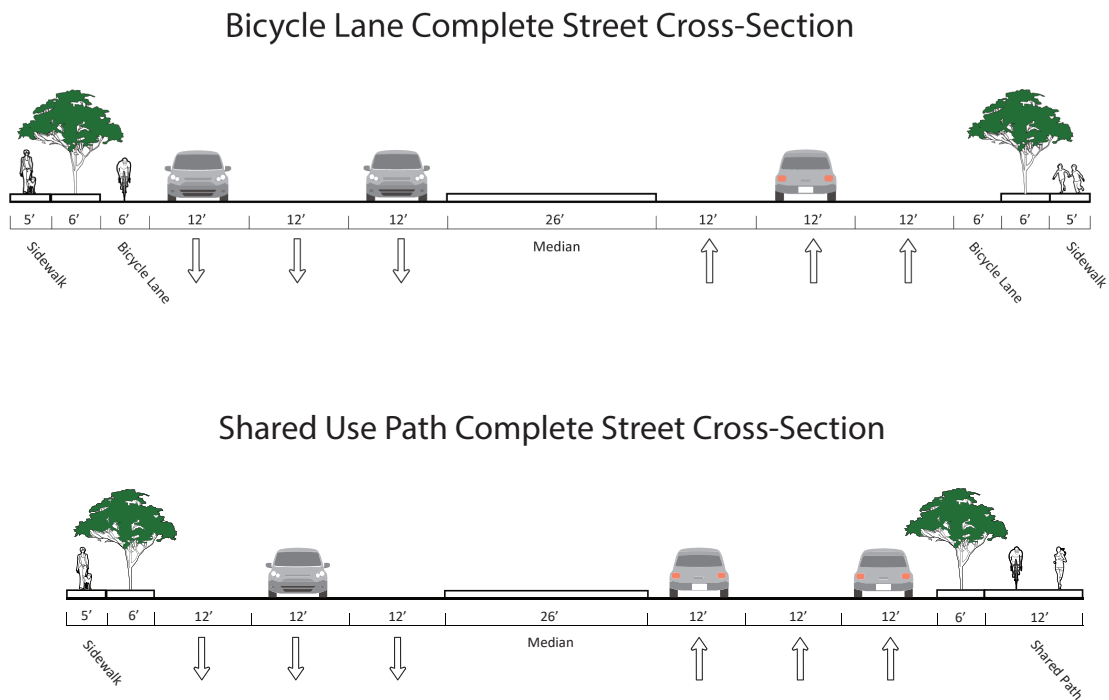 Bicycle Lane Complete Street Cross-Section
5’ 6’ 6’ 12’ 12’ 12’ 26’ 12’ 12’ 12’ 6’ 6’ 5’
Sidewalk Bicycle Lane Median Bicycle Lane Sidewalk
Shared Use Path Complete Street Cross-Section
5’ 6’ 12’ 12’ 12’ 26’ 12’ 12’ 12’ 6’ 12’
Sidewalk Median Shared Path